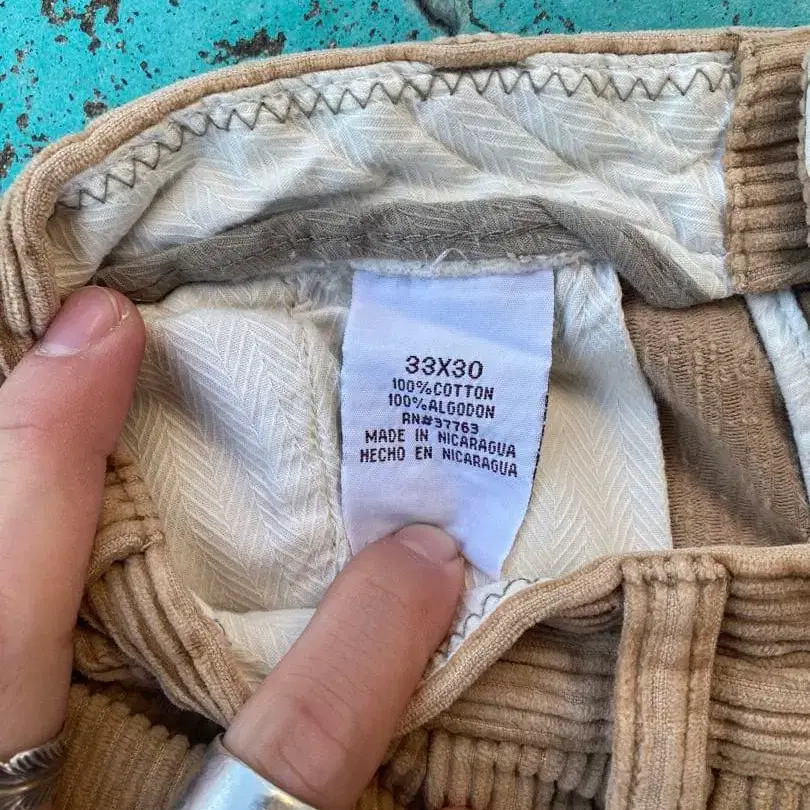 33X30
100%COTTON
100%ALGODON
RN#37763
MADE IN NICARAGUA
HECHO EN NICARAGUA